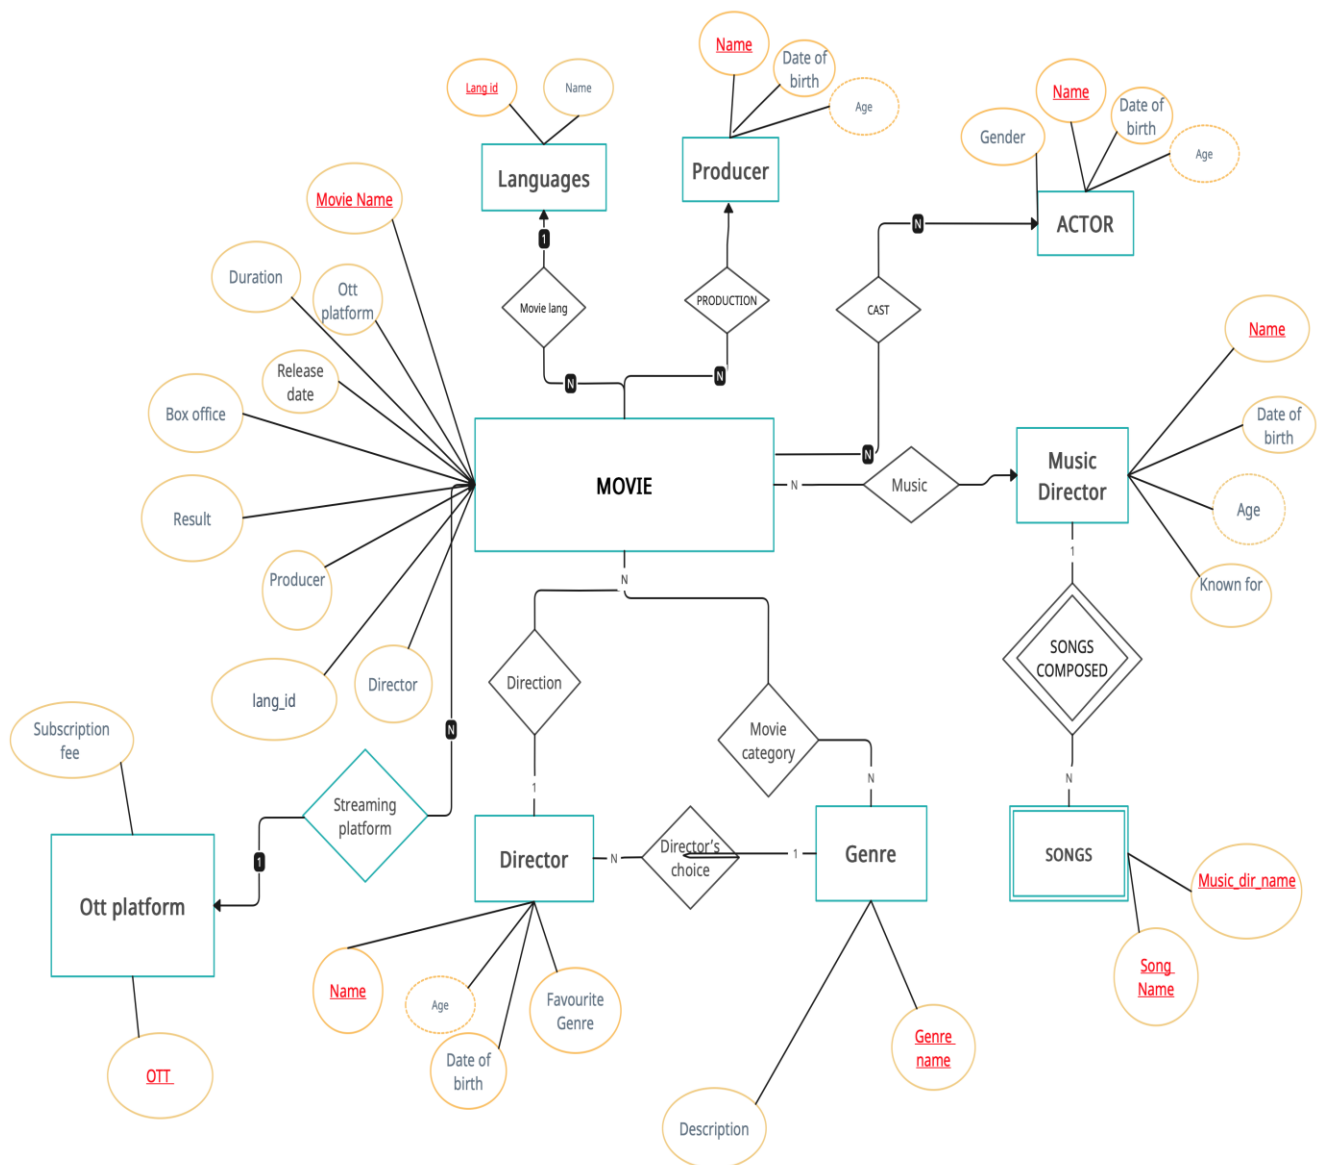 Name
Date of
birth
Age
Lang id
Name
Languages
Producer
Name
Date of
birth
Age
Gender
ACTOR
Movie Name
Duration
Ott
platform
Release
date
Box office
Result
Producer
lang_id
Director
1
Movie lang
N
PRODUCTION
N
N
CAST
N
MOVIE
N
Music
Music
Director
Name
Date of
birth
Age
Known for
1
SONGS
COMPOSED
N
SONGS
Music_dir_name
Song
Name
N
Direction
1
Movie
category
N
Director
N
Director's
choice
1
Genre
Name
Age
Date of
birth
Favourite
Genre
Description
Genre
name
N
Streaming
platform
1
Subscription
fee
Ott platform
OTT